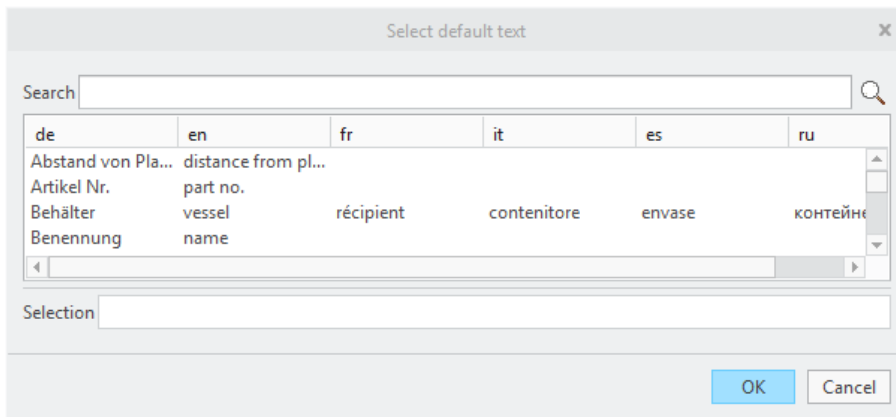 Select default text
Search
de en fr it es ru
Abstand von Pla... distance from pl...
Artikel Nr. part no.
Behälter vessel récipient contenitore envase контейне
Benennung name
Selection
OK Cancel